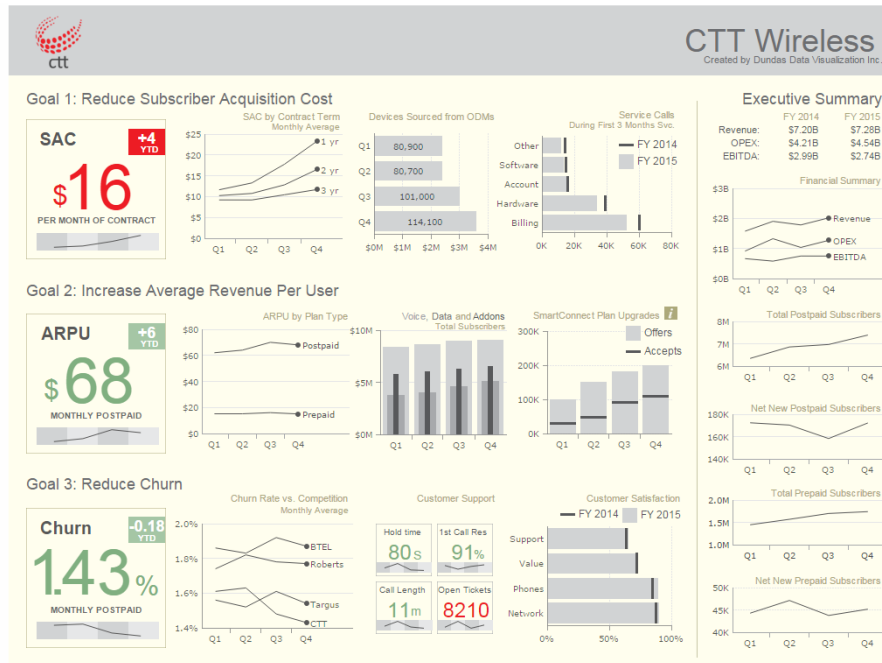 ctt
CTT Wireless
Created by Dundas Data Visualization Inc.
Goal 1: Reduce Subscriber Acquisition Cost
SAC
+4
YTD
$16
PER MONTH OF CONTRACT
SAC by Contract Term
Monthly Average
$25
$20
$15
$10
$5
$0
1 yr
2 yr
3 yr
Q1 Q2 Q3 Q4
Devices Sourced from ODMs
Q1 80,900
Q2 80,700
Q3 101,000
Q4 114,100
$0M $1M $2M $3M $4M
Service Calls
During First 3 Months Svc.
FY 2014
FY 2015
Other
Software
Account
Hardware
Billing
0K 20K 40K 60K 80K
Goal 2: Increase Average Revenue Per User
ARPU
+6
YTD
$68
MONTHLY POSTPAID
ARPU by Plan Type
$80
$60
$40
$20
$0
Postpaid
Prepaid
Q1 Q2 Q3 Q4
Voice, Data and Addons
Total Subscribers
$10M
$5M
$0M
Q1 Q2 Q3 Q4
SmartConnect Plan Upgrades i
300K
200K
100K
0K
Offers
Accepts
Q1 Q2 Q3 Q4
Goal 3: Reduce Churn
Churn
-0.18
YTD
1.43%
MONTHLY POSTPAID
Churn Rate vs. Competition
Monthly Average
2.0%
1.8%
1.6%
1.4%
BTEL
Roberts
Targus
CTT
Q1 Q2 Q3 Q4
Customer Support
Hold time
80s
1st Call Res
91%
Call Length
11m
Open Tickets
8210
Customer Satisfaction
FY 2014 FY 2015
Support
Value
Phones
Network
0% 50% 100%
Executive Summary
FY 2014 FY 2015
Revenue: $7.20B $7.28B
OPEX: $4.21B $4.54B
EBITDA: $2.99B $2.74B
Financial Summary
$3B
$2B
$1B
$0B
Revenue
OPEX
EBITDA
Q1 Q2 Q3 Q4
Total Postpaid Subscribers
8M
7M
6M
Q1 Q2 Q3 Q4
Net New Postpaid Subscribers
180K
160K
140K
Q1 Q2 Q3 Q4
Total Prepaid Subscribers
2.0M
1.5M
1.0M
Q1 Q2 Q3 Q4
Net New Prepaid Subscribers
50K
45K
40K
Q1 Q2 Q3 Q4